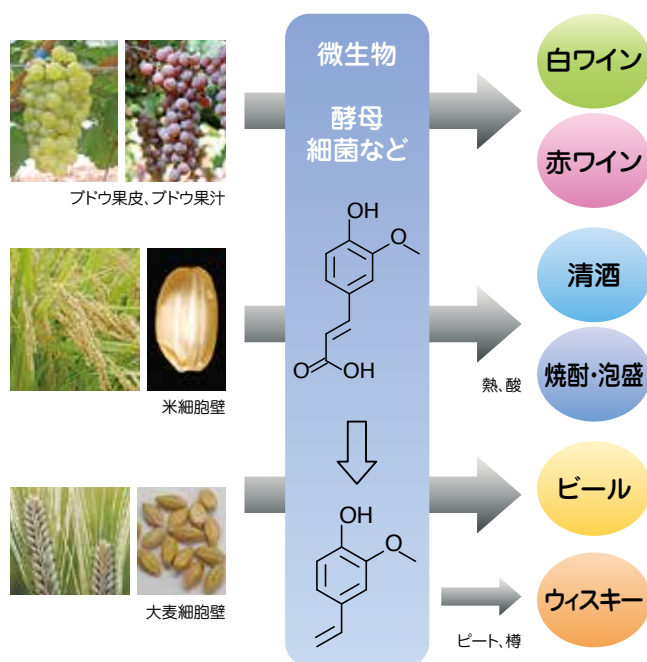 微生物
酵母
細菌など
白ワイン
赤ワイン
ブドウ果皮、ブドウ果汁
OH
O
O
OH
清酒
焼酎・泡盛
熱、酸
米細胞壁
OH
O
ビール
ウィスキー
ピート、樽
大麦細胞壁